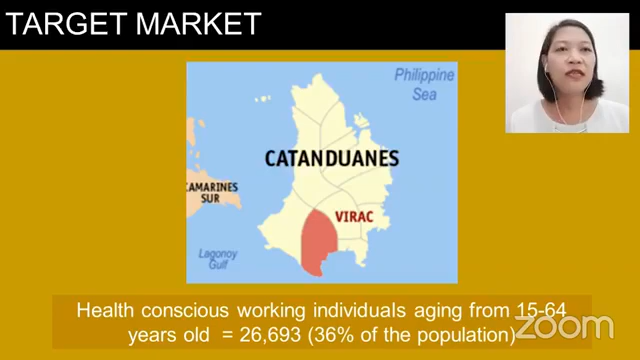 TARGET MARKET
Philippine
Sea
CATANDUANES
CAMARINES
SUR
VIRAC
Lagonoy
Gulf
Health conscious working individuals aging from 15-64
years old = 26,693 (36% of the population)
zoom